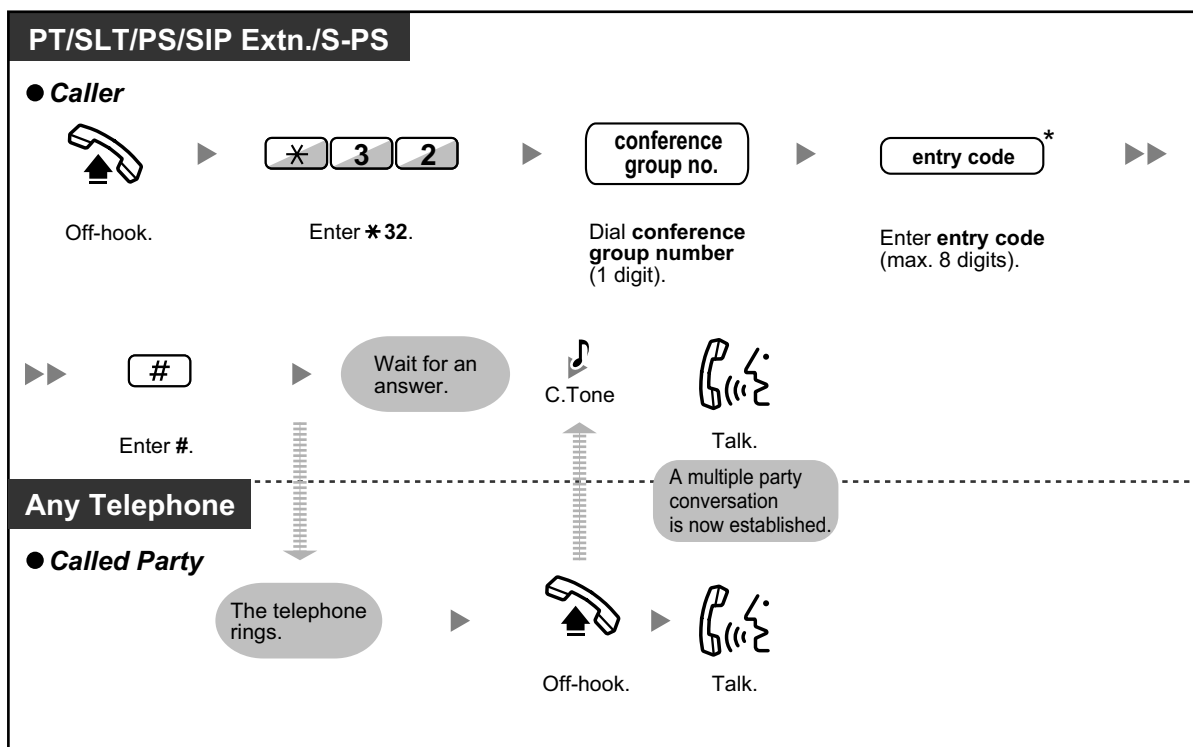 PT/SLT/PS/SIP Extn./S-PS
● Caller
✳ 3 2
conference
group no.
entry code*
Off-hook.
Enter ✳32.
Dial conference
group number
(1 digit).
Enter entry code
(max. 8 digits).
#
Wait for an
answer.
C.Tone
Enter #.
Talk.
A multiple party
conversation
is now established.
Any Telephone
● Called Party
The telephone
rings.
Off-hook.
Talk.